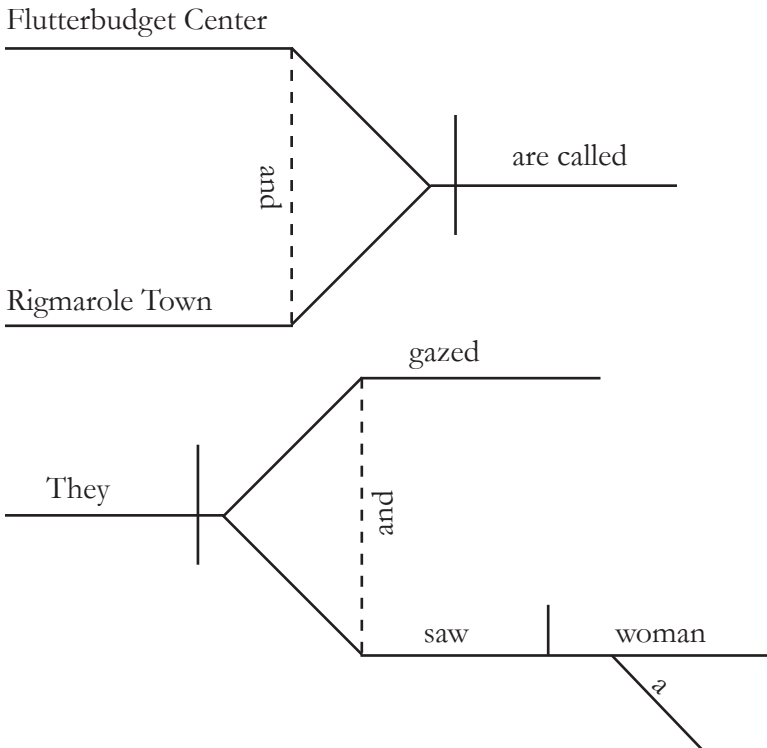 Flutterbudget Center
and
are called
Rigmarole Town
gazed
They
and
saw
woman
a